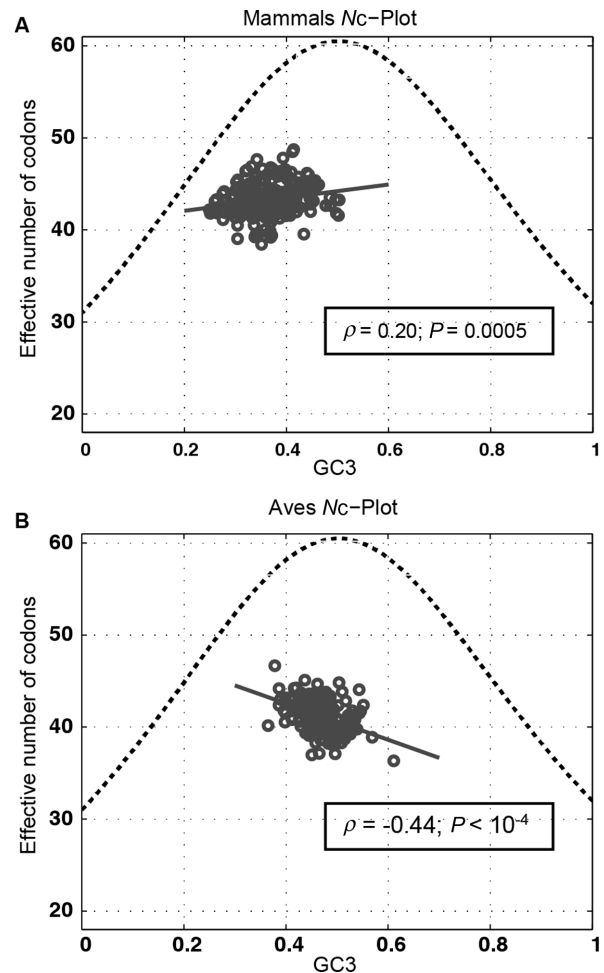 A
Mammals Nc-Plot
Effective number of codons
60
50
40
30
20
ρ = 0.20; P = 0.0005
0 0.2 0.4 0.6 0.8 1
GC3
B
Aves Nc-Plot
Effective number of codons
60
50
40
30
20
ρ = -0.44; P < 10⁻⁴
0 0.2 0.4 0.6 0.8 1
GC3